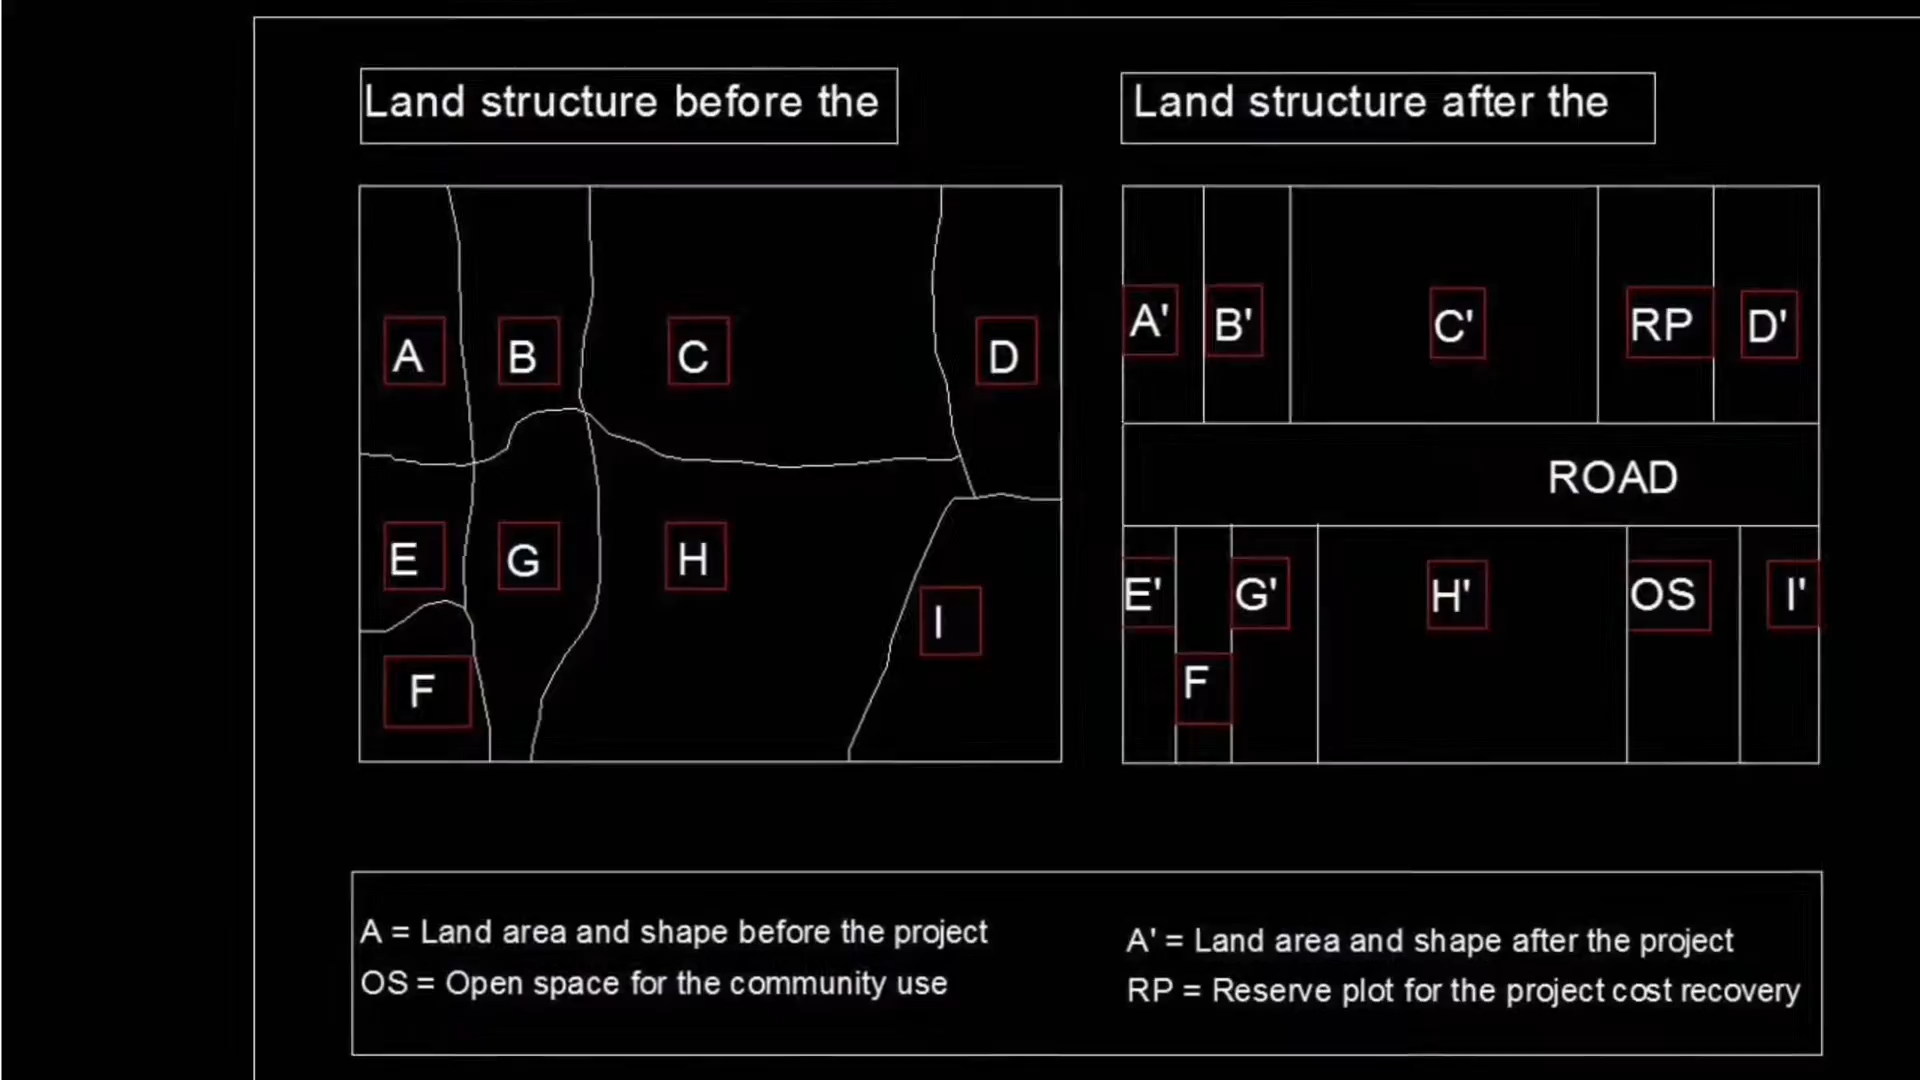 Land structure before the
Land structure after the
A
B
C
D
E
G
H
I
F
A'
B'
C'
RP
D'
ROAD
E'
G'
H'
OS
I'
F
A = Land area and shape before the project
OS = Open space for the community use
A' = Land area and shape after the project
RP = Reserve plot for the project cost recovery